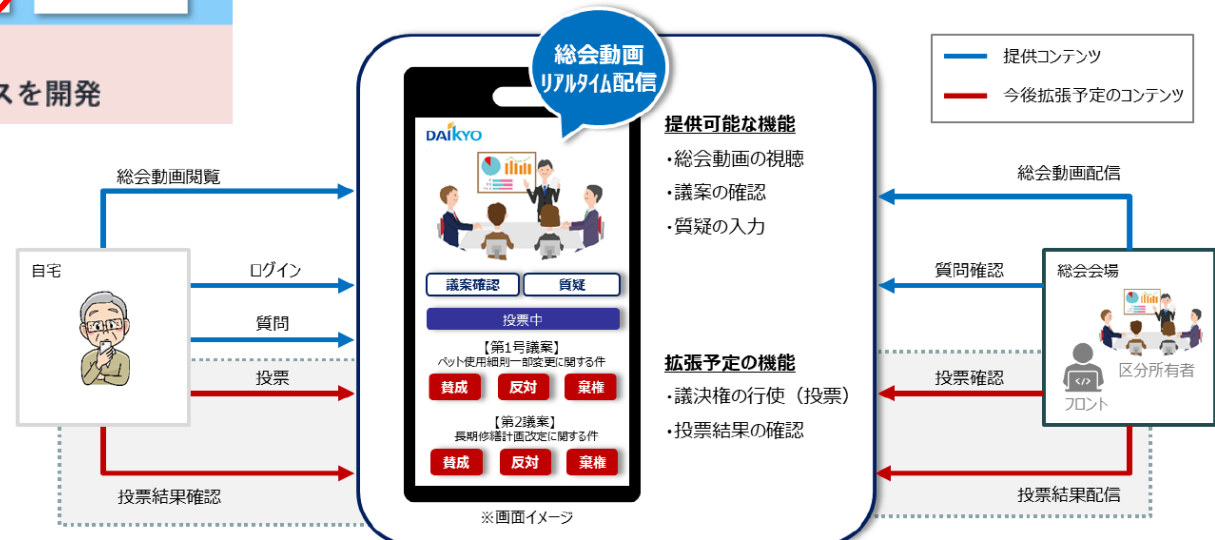 スを開発
総会動画
リアルタイム配信
提供コンテンツ
今後拡張予定のコンテンツ
DAIKYO
提供可能な機能
・総会動画の視聴
・議案の確認
・質疑の入力
総会動画閲覧
総会動画配信
自宅
ログイン
質問
投票
投票結果確認
議案確認
質疑
投票中
【第1号議案】
ペット使用細則一部変更に関する件
賛成
反対
棄権
【第2議案】
長期修繕計画改定に関する件
賛成
反対
棄権
※画面イメージ
拡張予定の機能
・議決権の行使（投票）
・投票結果の確認
質問確認
総会会場
区分所有者
フロント
</>
投票確認
投票結果配信